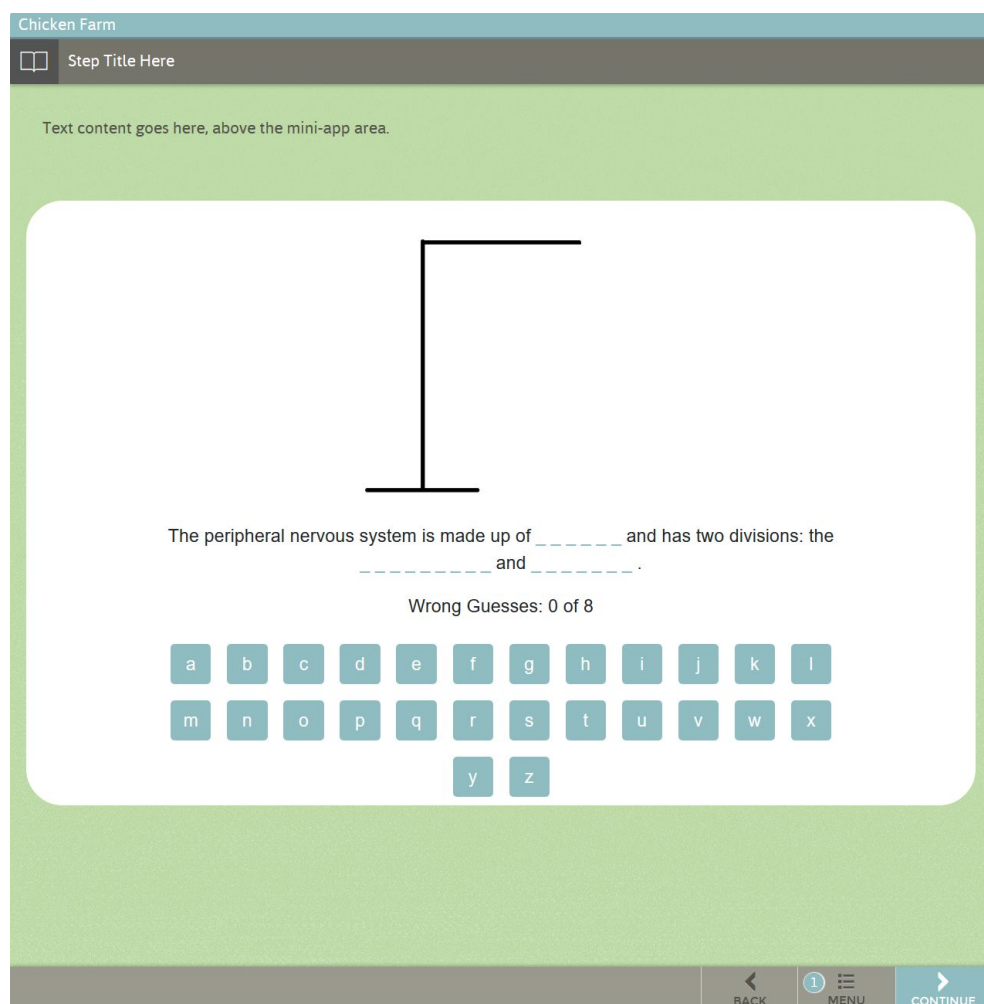 Chicken Farm
Step Title Here
Text content goes here, above the mini-app area.
The peripheral nervous system is made up of _ _ _ _ _ _ and has two divisions: the
_ _ _ _ _ _ _ _ _ and _ _ _ _ _ _ _ .
Wrong Guesses: 0 of 8
a b c d e f g h i j k l
m n o p q r s t u v w x
y z
BACK 1 MENU CONTINUE